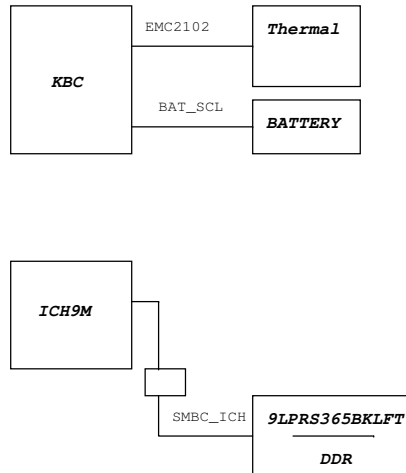 EMC2102
Thermal
KBC
BAT_SCL
BATTERY
ICH9M
SMBC_ICH
9LPRS365BKLFT
DDR